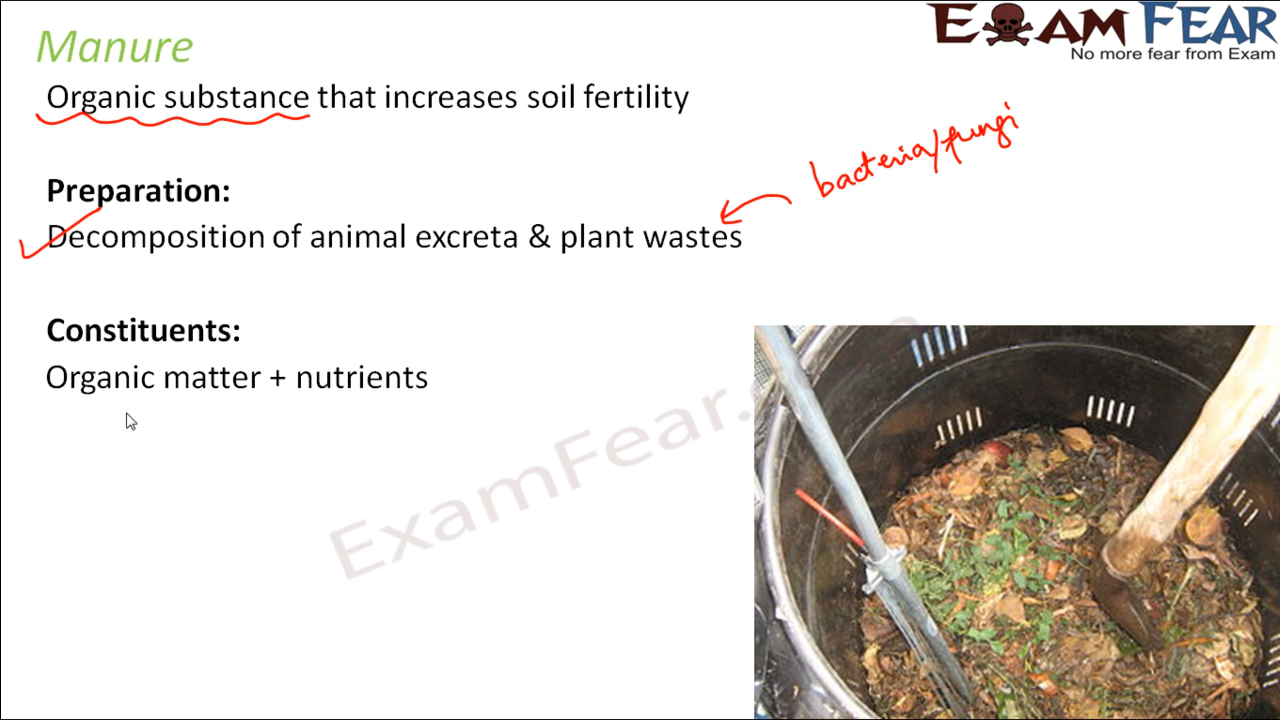 EXAM FEAR
No more fear from Exam
Manure
Organic substance that increases soil fertility
bacteria/fungi
Preparation:
Decomposition of animal excreta & plant wastes
Constituents:
Organic matter + nutrients
ExamFear.c